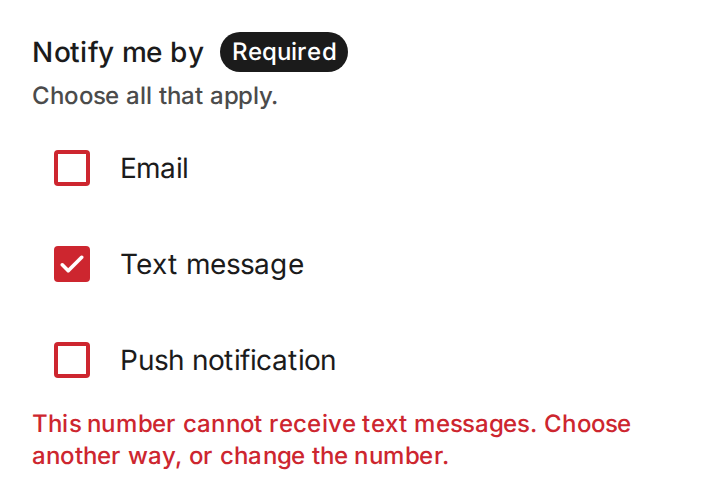 Notify me by Required
Choose all that apply.
Email
Text message
Push notification
This number cannot receive text messages. Choose
another way, or change the number.